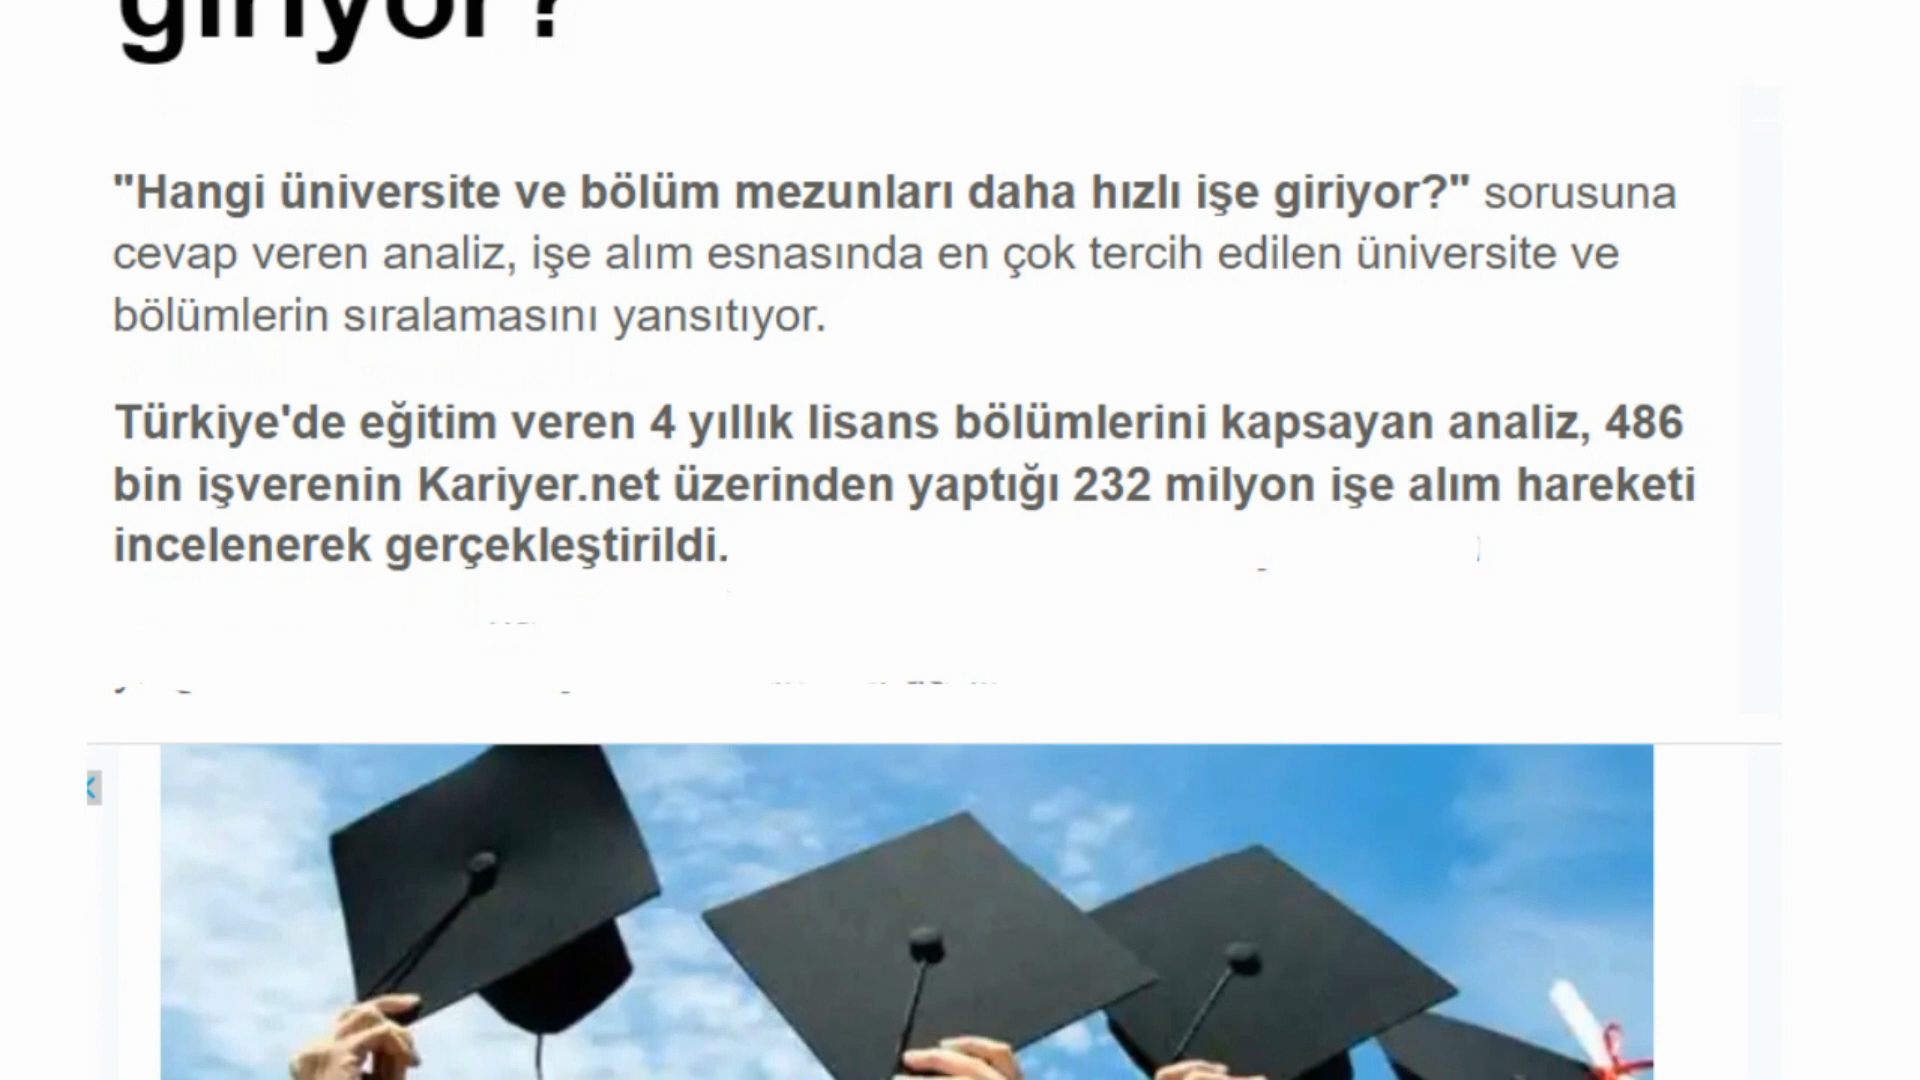 giriyor?
"Hangi üniversite ve bölüm mezunları daha hızlı işe giriyor?" sorusuna
cevap veren analiz, işe alım esnasında en çok tercih edilen üniversite ve
bölümlerin sıralamasını yansıtıyor.
Türkiye'de eğitim veren 4 yıllık lisans bölümlerini kapsayan analiz, 486
bin işverenin Kariyer.net üzerinden yaptığı 232 milyon işe alım hareketi
incelenerek gerçekleştirildi.